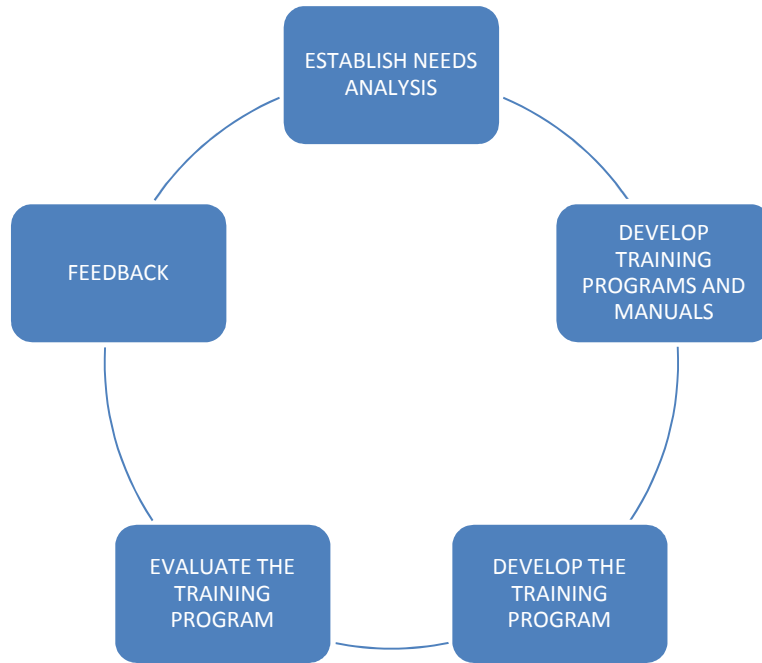 ESTABLISH NEEDS
ANALYSIS
DEVELOP
TRAINING
PROGRAMS AND
MANUALS
DEVELOP THE
TRAINING
PROGRAM
EVALUATE THE
TRAINING
PROGRAM
FEEDBACK